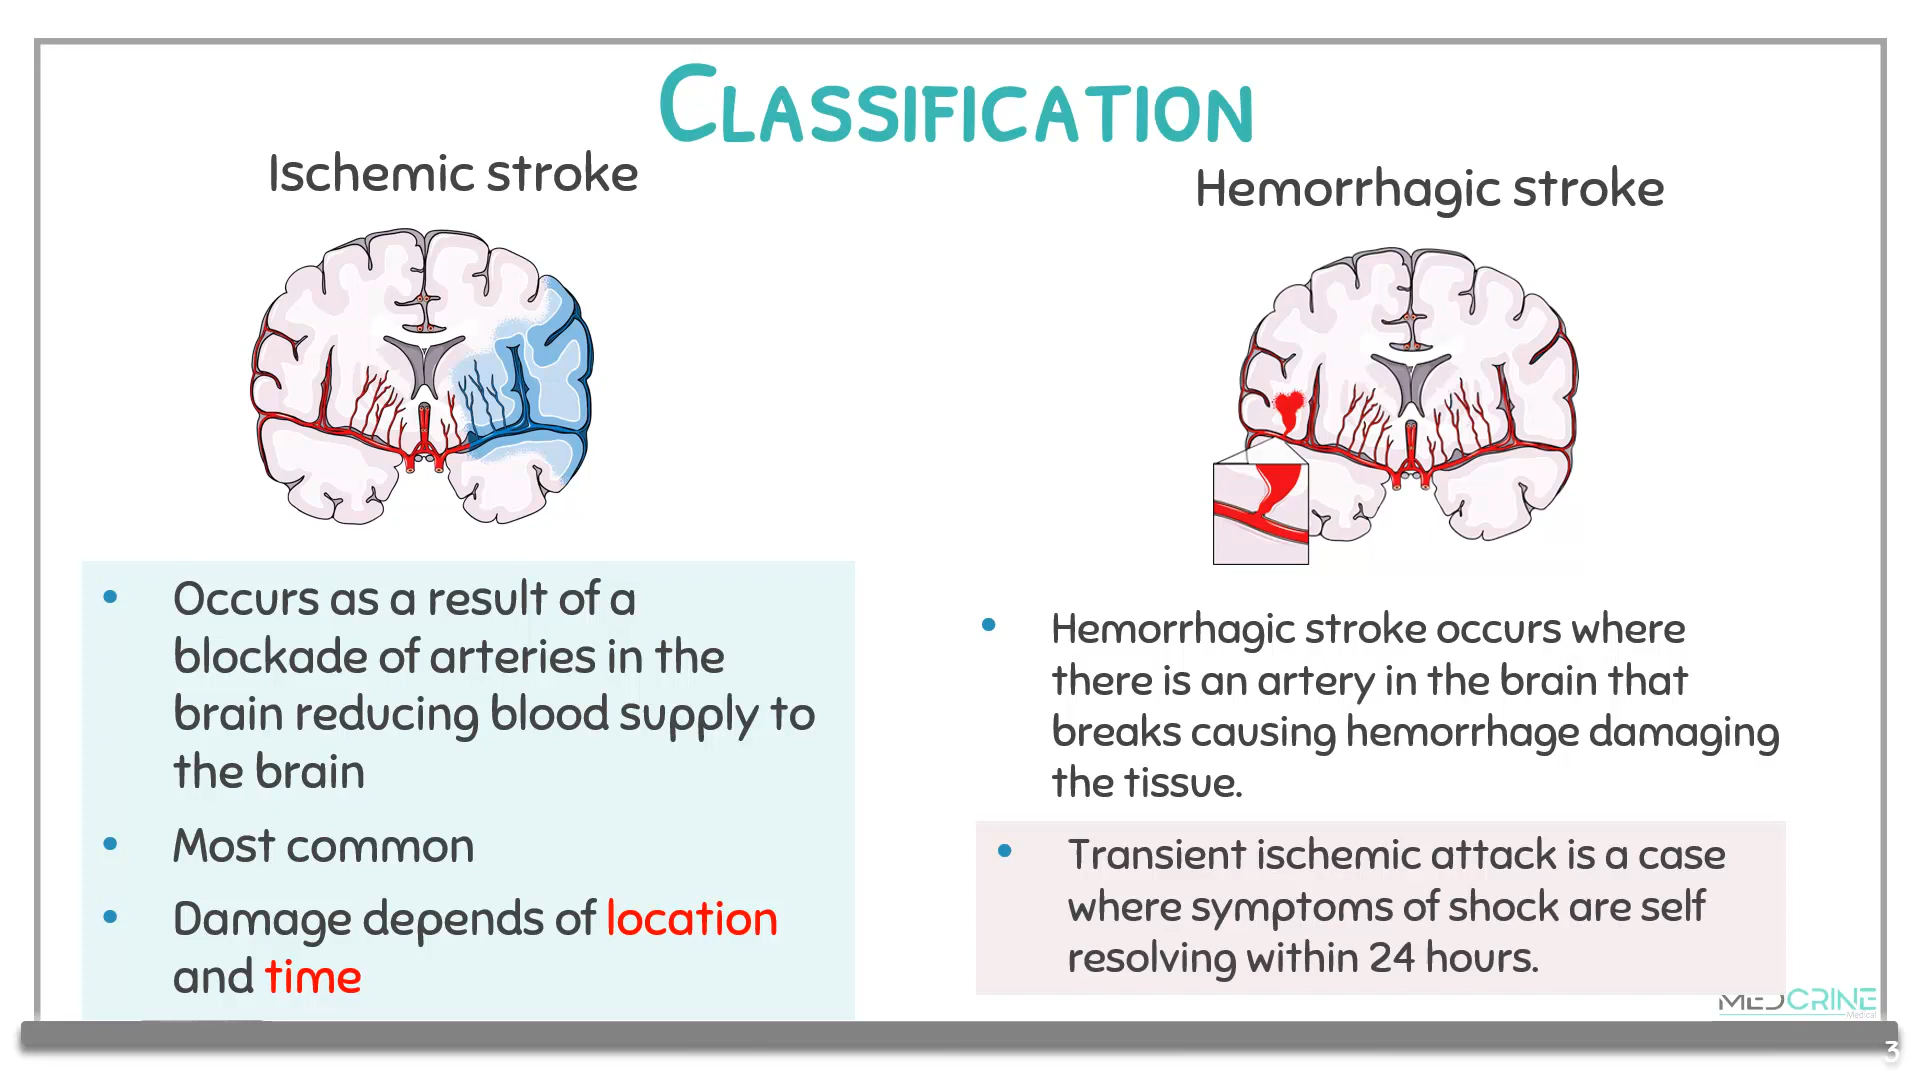 CLASSIFICATION
Ischemic stroke
• Occurs as a result of a
blockade of arteries in the
brain reducing blood supply to
the brain
• Most common
• Damage depends of location
and time
Hemorrhagic stroke
• Hemorrhagic stroke occurs where
there is an artery in the brain that
breaks causing hemorrhage damaging
the tissue.
• Transient ischemic attack is a case
where symptoms of shock are self
resolving within 24 hours.
MEDCRINE
Medical
3